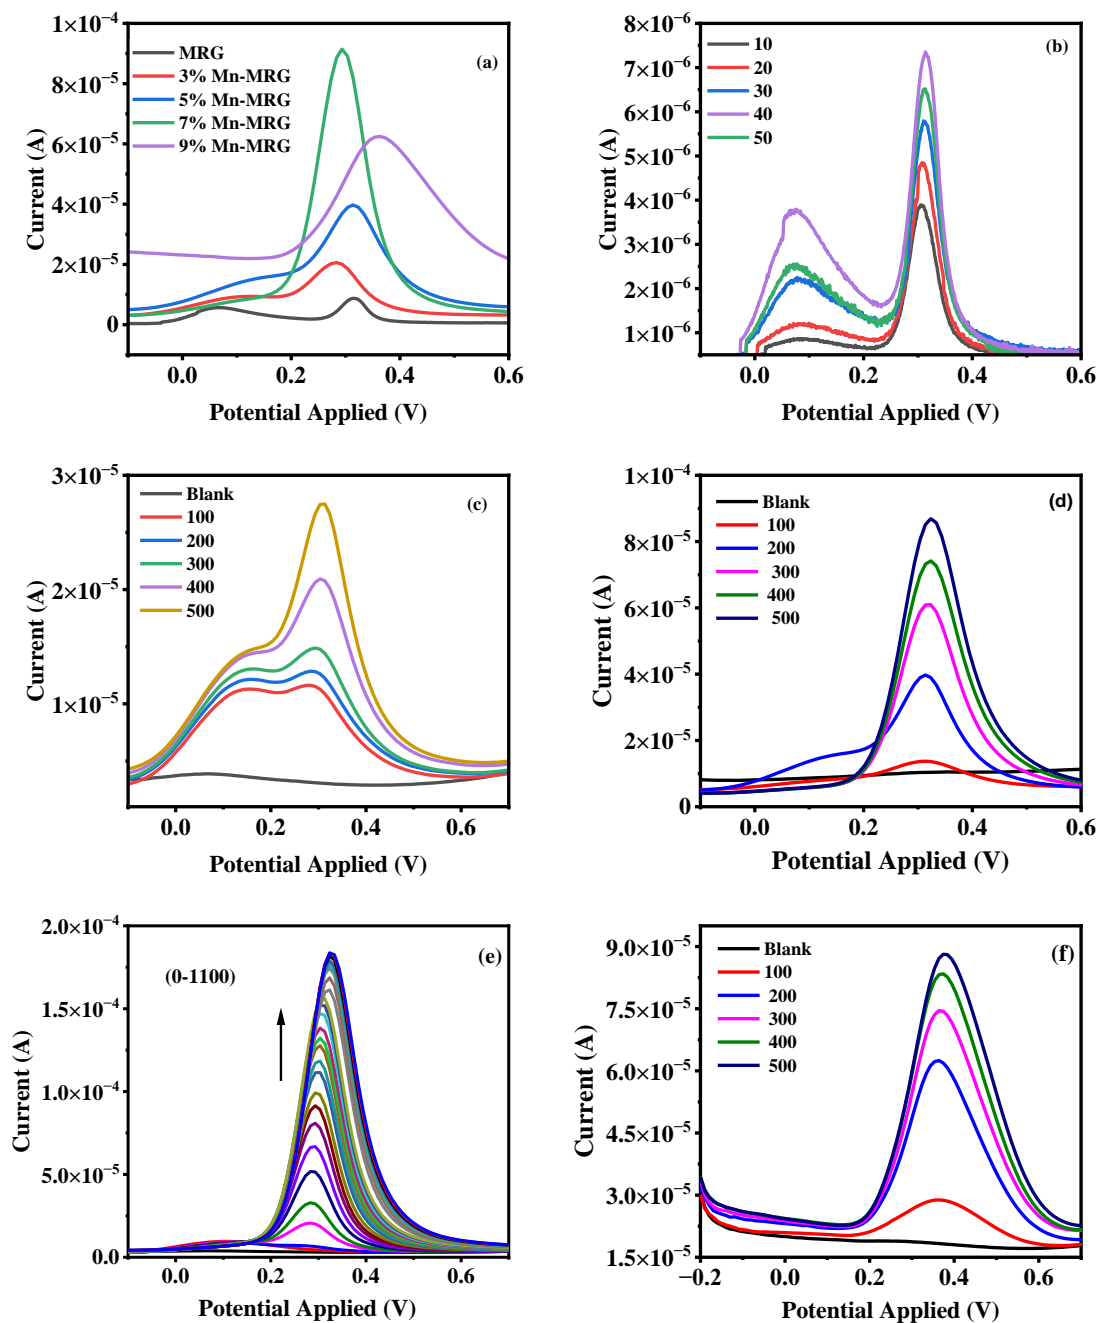 1×10⁻⁴
8×10⁻⁵
6×10⁻⁵
4×10⁻⁵
2×10⁻⁵
0
Current (A)
MRG
3% Mn-MRG
5% Mn-MRG
7% Mn-MRG
9% Mn-MRG
(a)
0.0 0.2 0.4 0.6
Potential Applied (V)
8×10⁻⁶
7×10⁻⁶
6×10⁻⁶
5×10⁻⁶
4×10⁻⁶
3×10⁻⁶
2×10⁻⁶
1×10⁻⁶
Current (A)
10
20
30
40
50
(b)
0.0 0.2 0.4 0.6
Potential Applied (V)
3×10⁻⁵
2×10⁻⁵
1×10⁻⁵
Current (A)
Blank
100
200
300
400
500
(c)
0.0 0.2 0.4 0.6
Potential Applied (V)
1×10⁻⁴
8×10⁻⁵
6×10⁻⁵
4×10⁻⁵
2×10⁻⁵
0
Current (A)
Blank
100
200
300
400
500
(d)
0.0 0.2 0.4 0.6
Potential Applied (V)
2.0×10⁻⁴
1.5×10⁻⁴
1.0×10⁻⁴
5.0×10⁻⁵
0.0
Current (A)
(0-1100)
(e)
0.0 0.2 0.4 0.6
Potential Applied (V)
9.0×10⁻⁵
7.5×10⁻⁵
6.0×10⁻⁵
4.5×10⁻⁵
3.0×10⁻⁵
1.5×10⁻⁵
Current (A)
Blank
100
200
300
400
500
(f)
−0.2 0.0 0.2 0.4 0.6
Potential Applied (V)